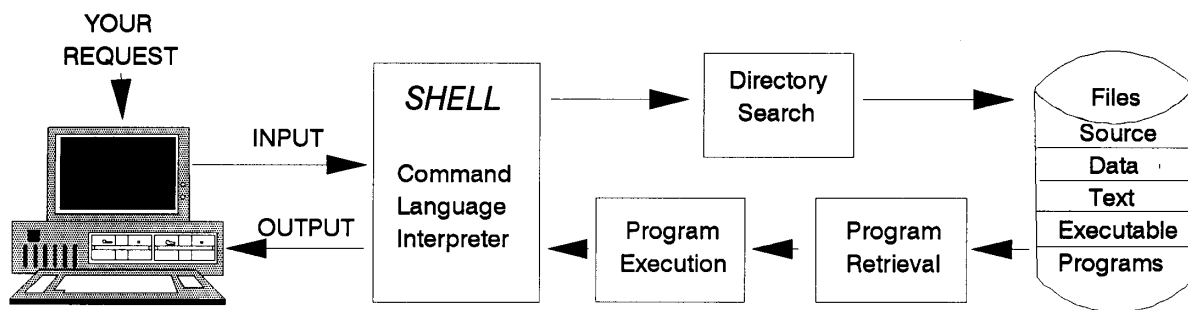 YOUR
REQUEST
INPUT
OUTPUT
SHELL
Command
Language
Interpreter
Directory
Search
Files
Source
Data
Text
Executable
Programs
Program
Retrieval
Program
Execution